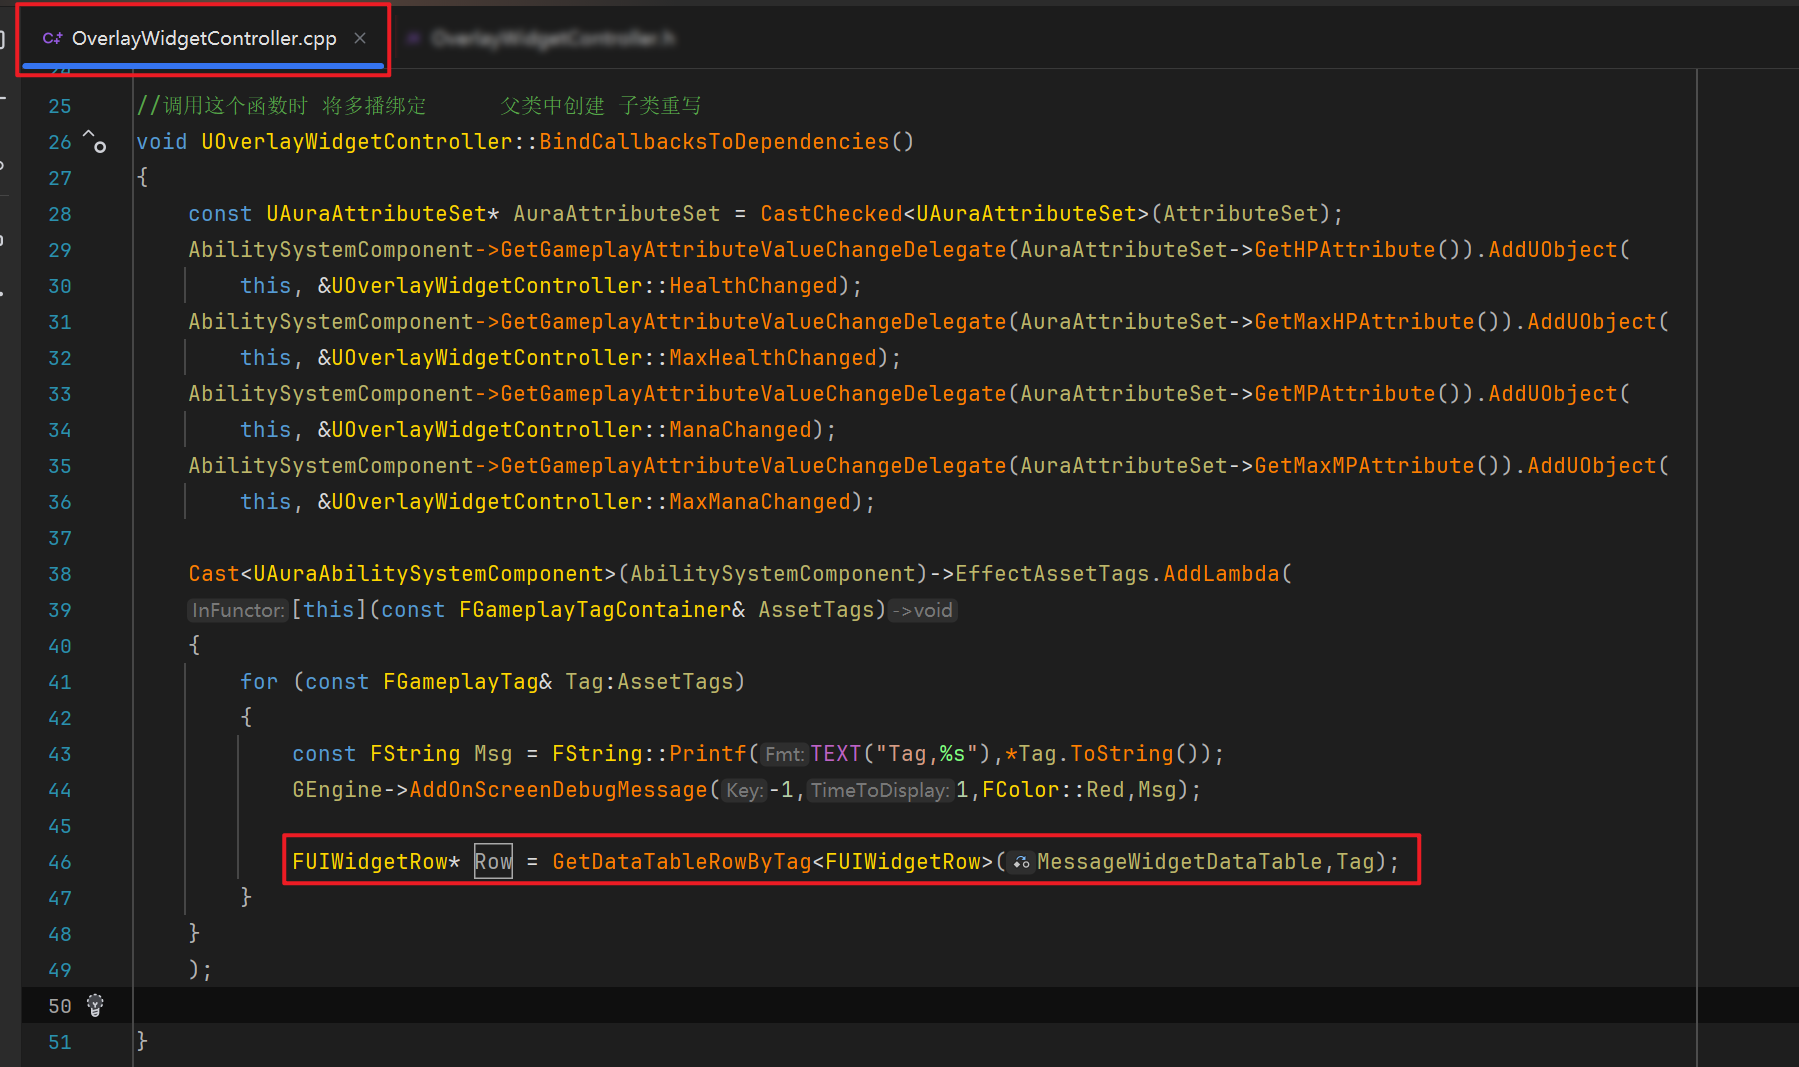 OverlayWidgetController.cpp
OverlayWidgetController.h
24
25 //调用这个函数时 将多播绑定 父类中创建 子类重写
26 void UOverlayWidgetController::BindCallbacksToDependencies()
27 {
28 const UAuraAttributeSet* AuraAttributeSet = CastChecked<UAuraAttributeSet>(AttributeSet);
29 AbilitySystemComponent->GetGameplayAttributeValueChangeDelegate(AuraAttributeSet->GetHPAttribute()).AddUObject(
30 this, &UOverlayWidgetController::HealthChanged);
31 AbilitySystemComponent->GetGameplayAttributeValueChangeDelegate(AuraAttributeSet->GetMaxHPAttribute()).AddUObject(
32 this, &UOverlayWidgetController::MaxHealthChanged);
33 AbilitySystemComponent->GetGameplayAttributeValueChangeDelegate(AuraAttributeSet->GetMPAttribute()).AddUObject(
34 this, &UOverlayWidgetController::ManaChanged);
35 AbilitySystemComponent->GetGameplayAttributeValueChangeDelegate(AuraAttributeSet->GetMaxMPAttribute()).AddUObject(
36 this, &UOverlayWidgetController::MaxManaChanged);
37
38 Cast<UAuraAbilitySystemComponent>(AbilitySystemComponent)->EffectAssetTags.AddLambda(
39 InFunctor:[this](const FGameplayTagContainer& AssetTags)->void
40 {
41 for (const FGameplayTag& Tag:AssetTags)
42 {
43 const FString Msg = FString::Printf(Fmt:TEXT("Tag,%s"),*Tag.ToString());
44 GEngine->AddOnScreenDebugMessage(Key:-1,TimeToDisplay:1,FColor::Red,Msg);
45
46 FUIWidgetRow* Row = GetDataTableRowByTag<FUIWidgetRow>(MessageWidgetDataTable,Tag);
47 }
48 }
49 );
50
51 }